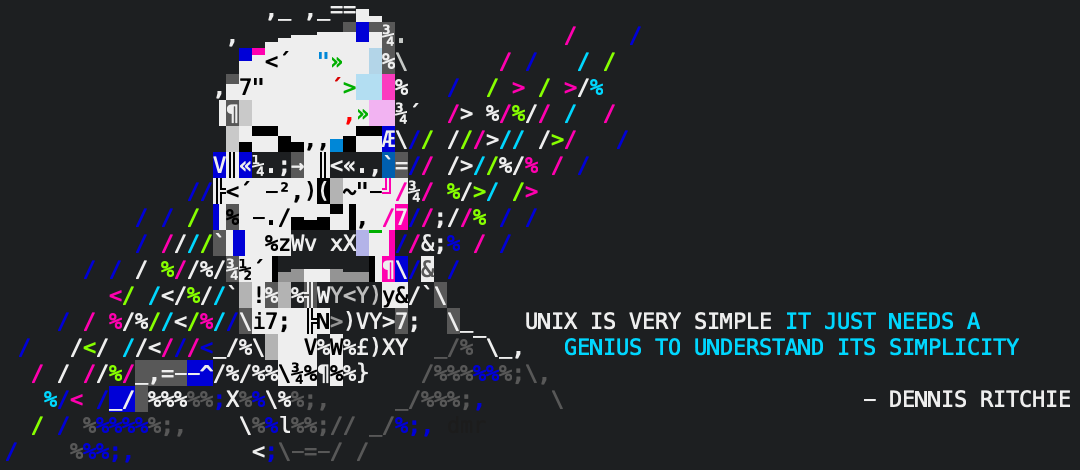 UNIX IS VERY SIMPLE IT JUST NEEDS A
GENIUS TO UNDERSTAND ITS SIMPLICITY
— DENNIS RITCHIE